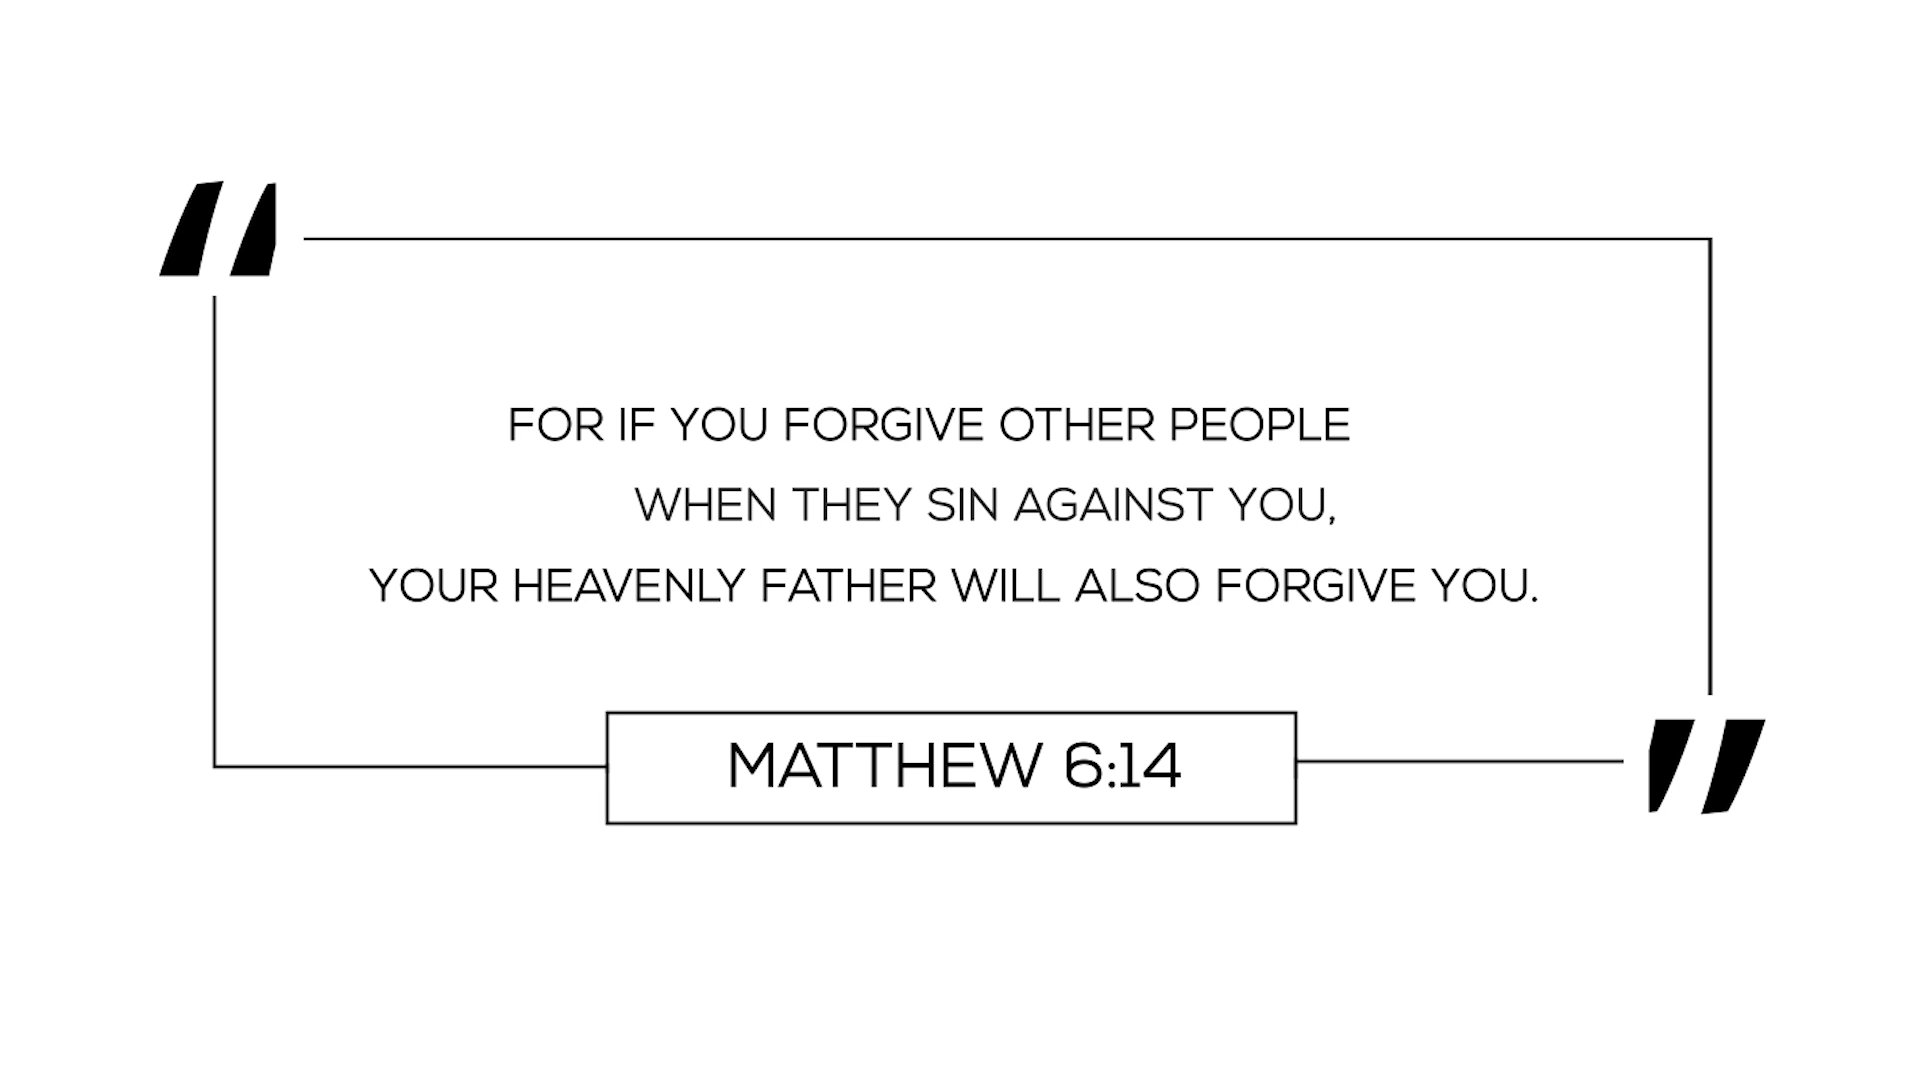 “
FOR IF YOU FORGIVE OTHER PEOPLE
WHEN THEY SIN AGAINST YOU,
YOUR HEAVENLY FATHER WILL ALSO FORGIVE YOU.
”
MATTHEW 6:14